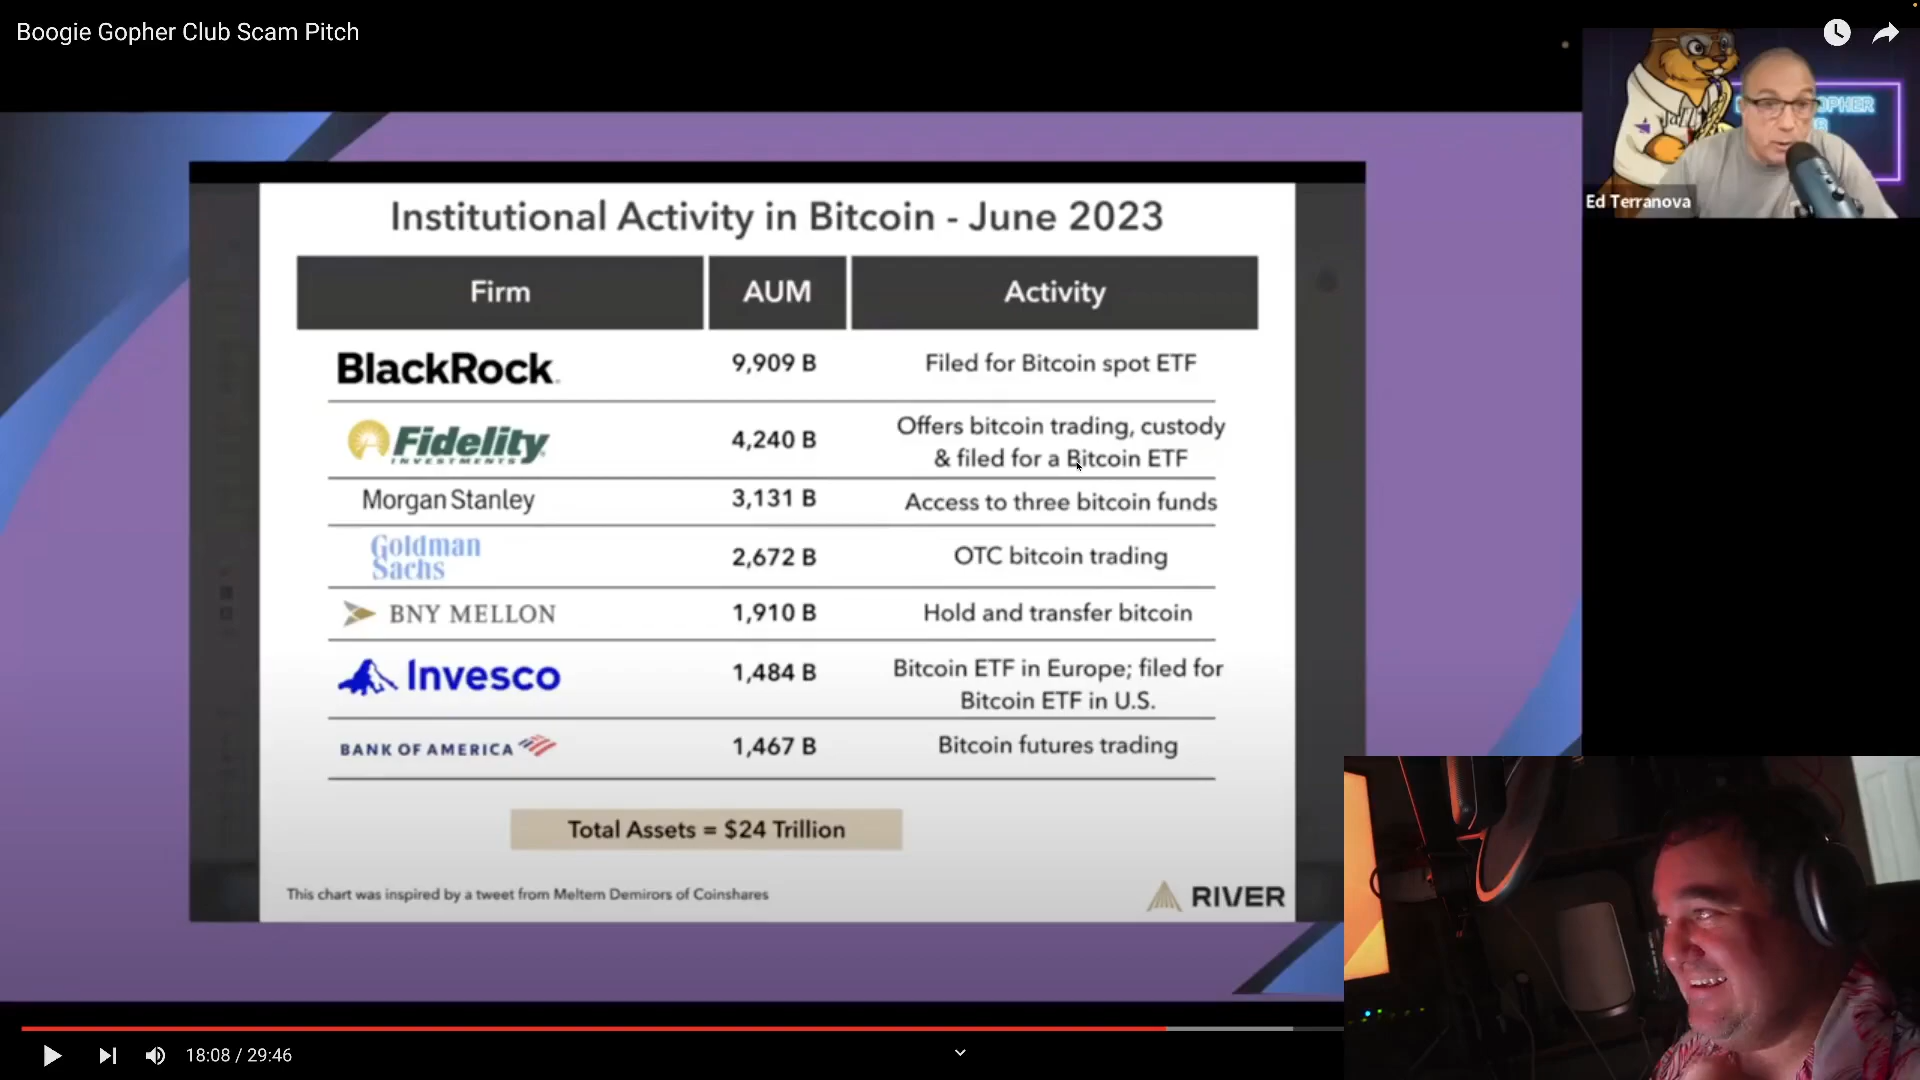 Boogie Gopher Club Scam Pitch
Ed Terranova
Institutional Activity in Bitcoin - June 2023
Firm AUM Activity
BlackRock. 9,909 B Filed for Bitcoin spot ETF
Fidelity INVESTMENTS 4,240 B Offers bitcoin trading, custody
& filed for a Bitcoin ETF
Morgan Stanley 3,131 B Access to three bitcoin funds
Goldman
Sachs 2,672 B OTC bitcoin trading
BNY MELLON 1,910 B Hold and transfer bitcoin
Invesco 1,484 B Bitcoin ETF in Europe; filed for
Bitcoin ETF in U.S.
BANK OF AMERICA 1,467 B Bitcoin futures trading
Total Assets = $24 Trillion
This chart was inspired by a tweet from Meltem Demirors of Coinshares
RIVER
18:08 / 29:46